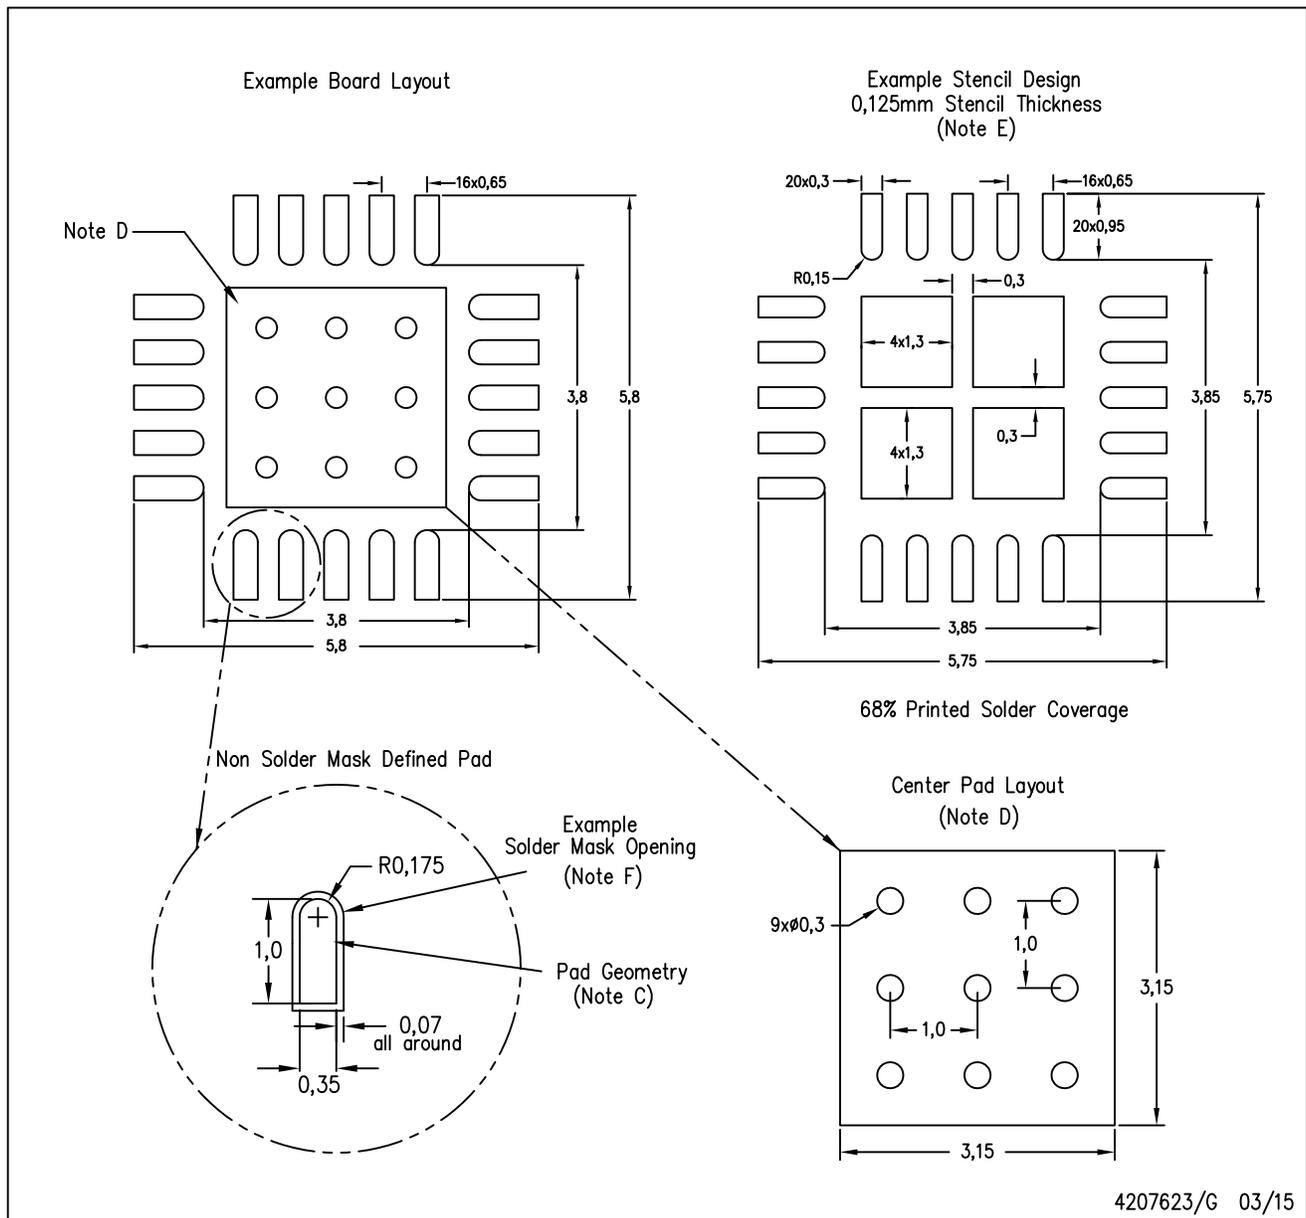 Example Board Layout
Example Stencil Design
0,125mm Stencil Thickness
(Note E)
16x0,65
Note D
3,8
5,8
3,8
5,8
20x0,3
16x0,65
20x0,95
R0,15
0,3
4x1,3
0,3
4x1,3
3,85
5,75
3,85
5,75
68% Printed Solder Coverage
Non Solder Mask Defined Pad
Example
Solder Mask Opening
(Note F)
R0,175
1,0
Pad Geometry
(Note C)
0,07
all around
0,35
Center Pad Layout
(Note D)
9xø0,3
1,0
1,0
3,15
3,15
4207623/G 03/15